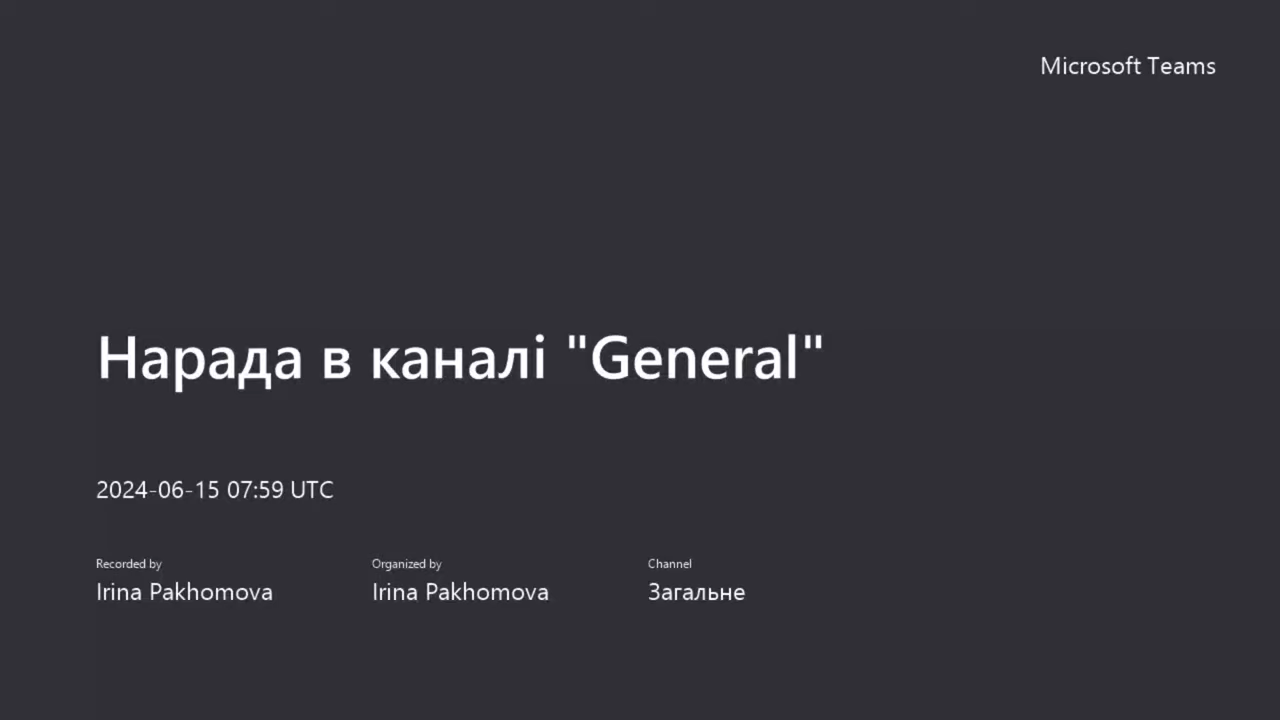 Microsoft Teams
Нарада в каналі "General"
2024-06-15 07:59 UTC
Recorded by
Irina Pakhomova
Organized by
Irina Pakhomova
Channel
Загальне